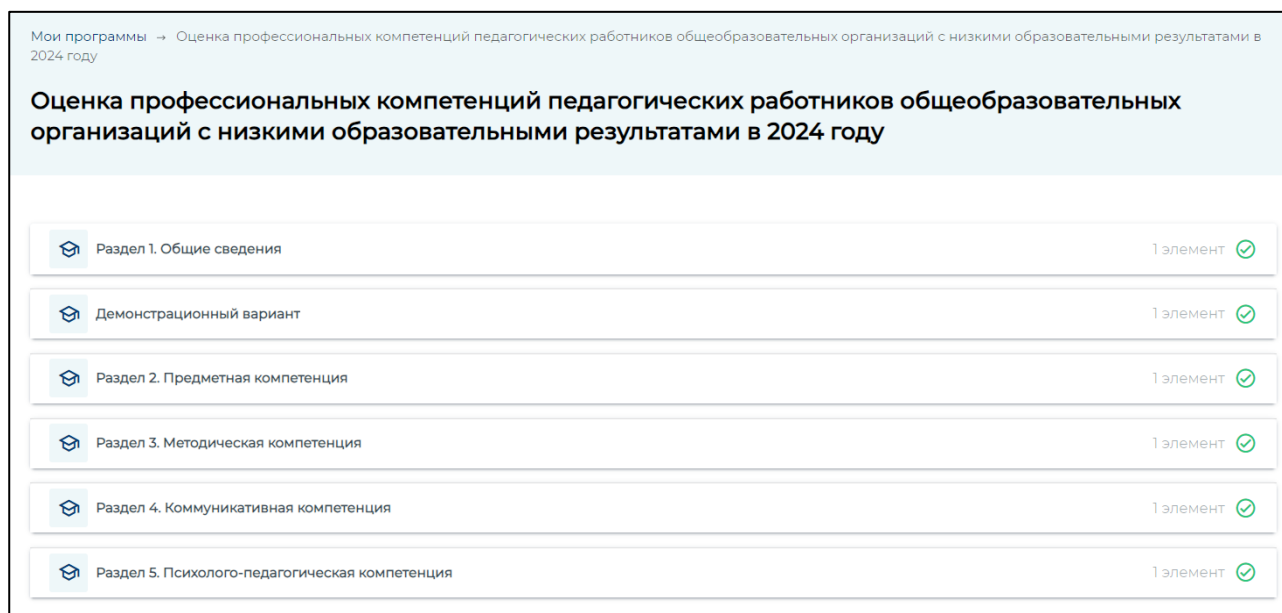 Мои программы → Оценка профессиональных компетенций педагогических работников общеобразовательных организаций с низкими образовательными результатами в
2024 году
Оценка профессиональных компетенций педагогических работников общеобразовательных
организаций с низкими образовательными результатами в 2024 году
Раздел 1. Общие сведения 1 элемент
Демонстрационный вариант 1 элемент
Раздел 2. Предметная компетенция 1 элемент
Раздел 3. Методическая компетенция 1 элемент
Раздел 4. Коммуникативная компетенция 1 элемент
Раздел 5. Психолого-педагогическая компетенция 1 элемент